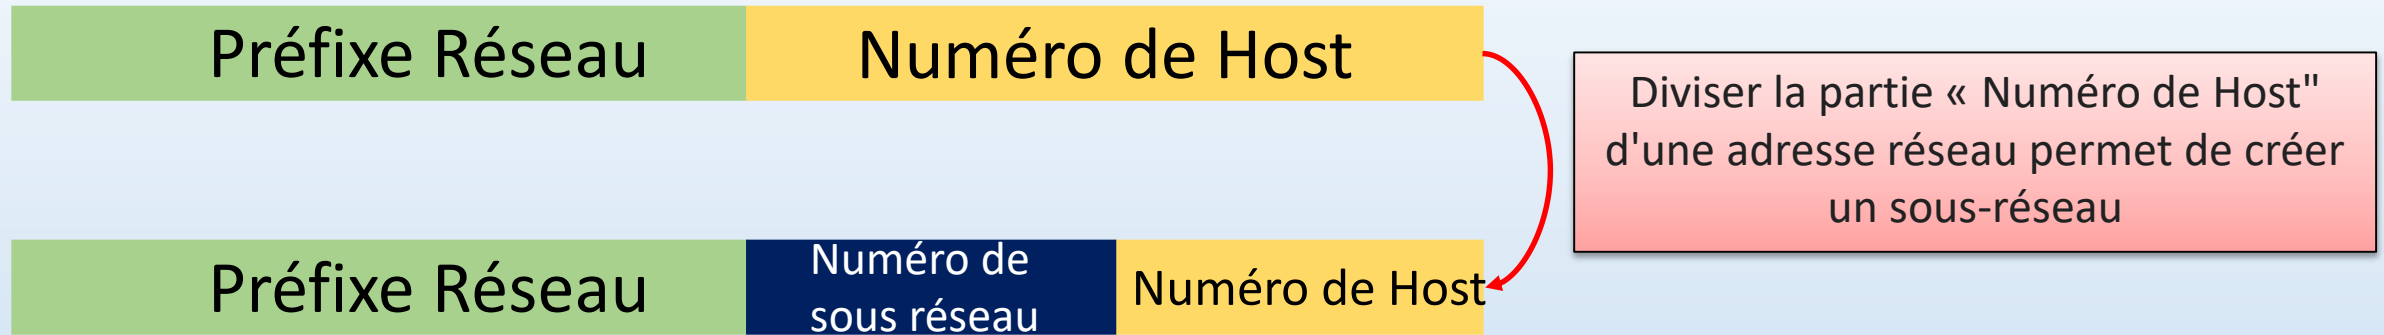 Préfixe Réseau
Numéro de Host
Diviser la partie « Numéro de Host"
d'une adresse réseau permet de créer
un sous-réseau
Préfixe Réseau
Numéro de
sous réseau
Numéro de Host